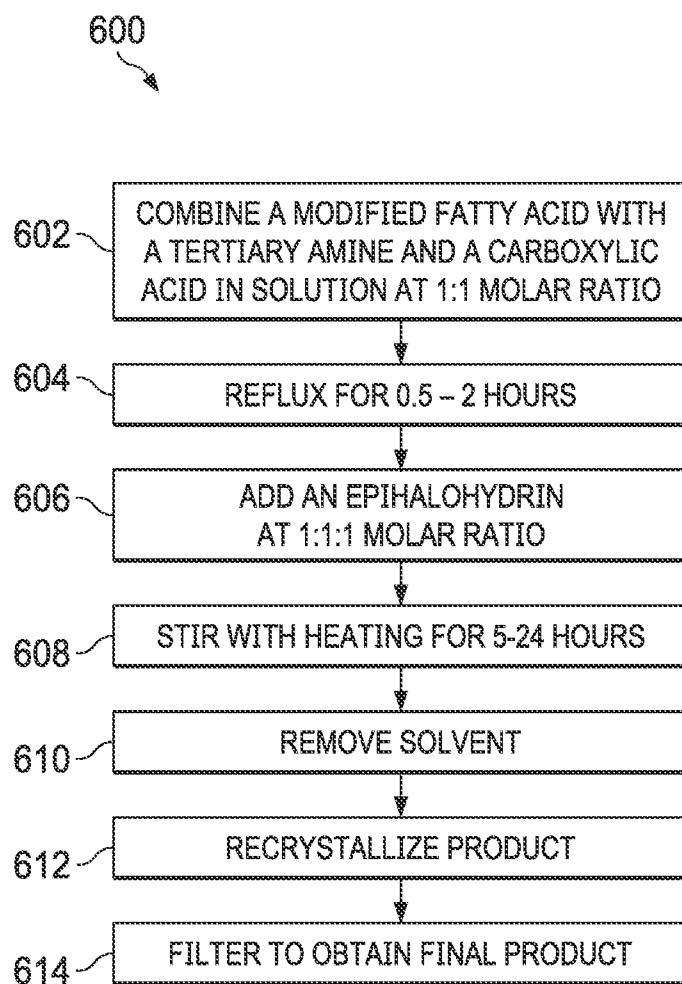 600
602
COMBINE A MODIFIED FATTY ACID WITH
A TERTIARY AMINE AND A CARBOXYLIC
ACID IN SOLUTION AT 1:1 MOLAR RATIO
604
REFLUX FOR 0.5 – 2 HOURS
606
ADD AN EPIHALOHYDRIN
AT 1:1:1 MOLAR RATIO
608
STIR WITH HEATING FOR 5-24 HOURS
610
REMOVE SOLVENT
612
RECRYSTALLIZE PRODUCT
614
FILTER TO OBTAIN FINAL PRODUCT